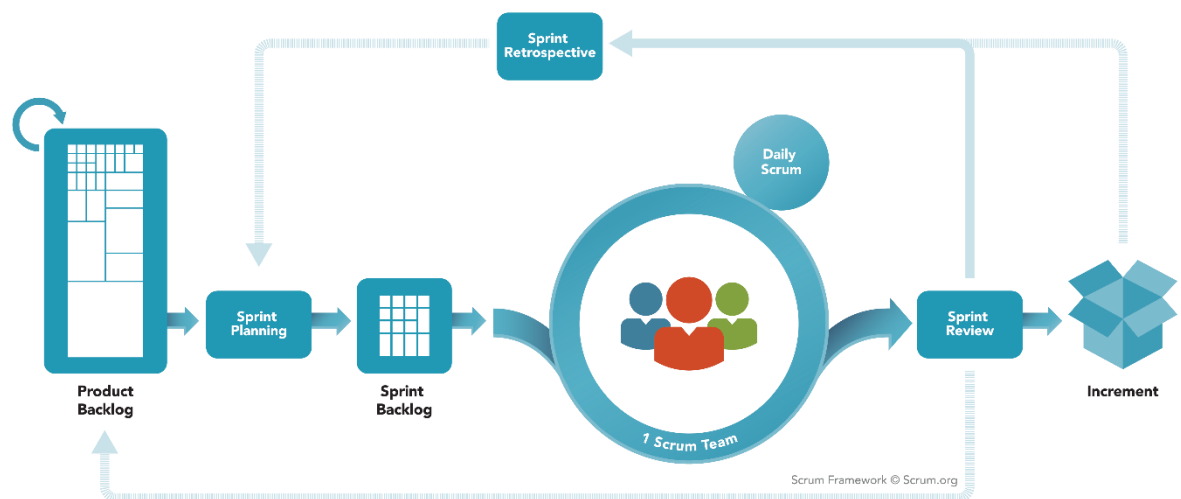 Sprint
Retrospective
Daily
Scrum
Sprint
Planning
Sprint
Review
Product
Backlog
Sprint
Backlog
Increment
1 Scrum Team
Scrum Framework © Scrum.org